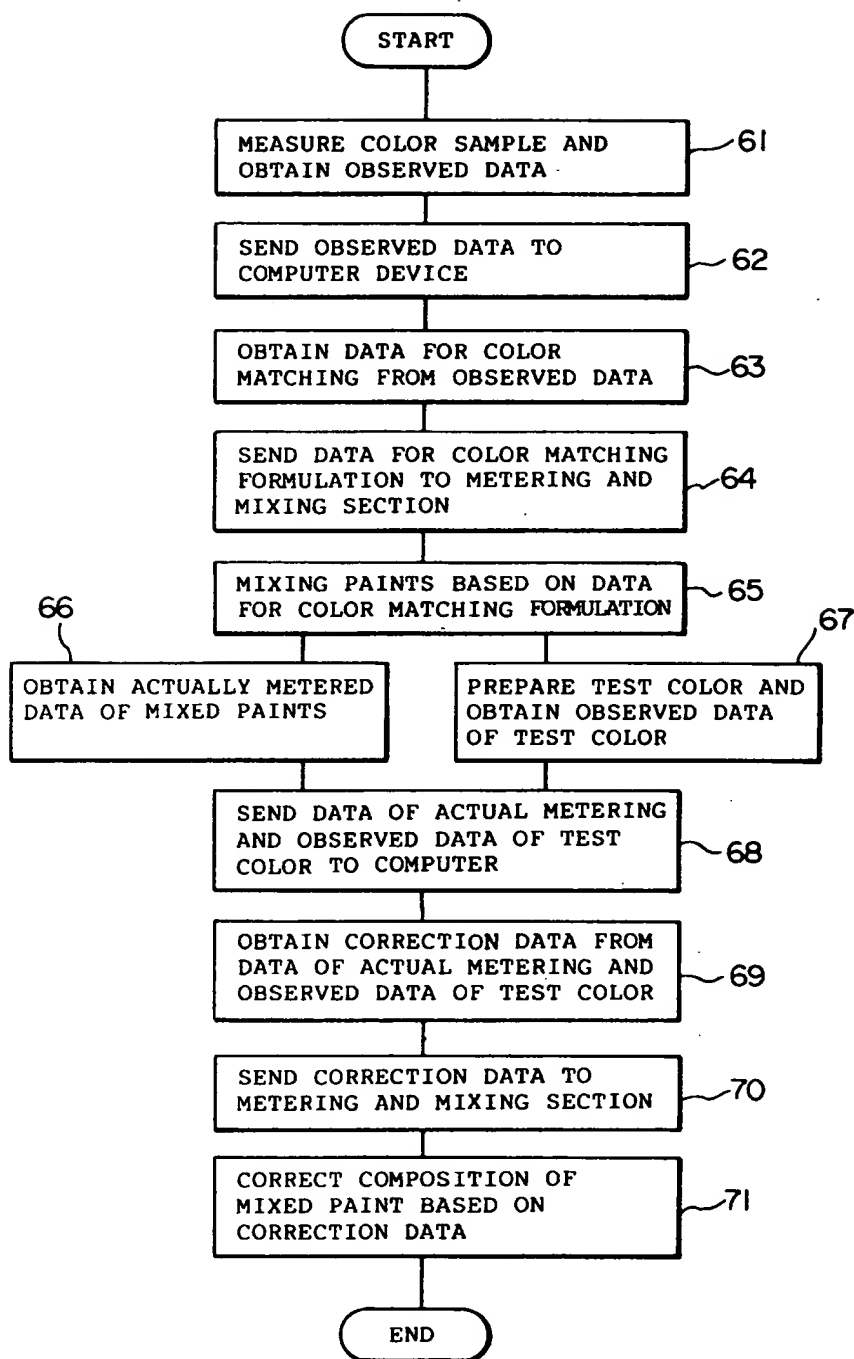 START
MEASURE COLOR SAMPLE AND
OBTAIN OBSERVED DATA
61
SEND OBSERVED DATA TO
COMPUTER DEVICE
62
OBTAIN DATA FOR COLOR
MATCHING FROM OBSERVED DATA
63
SEND DATA FOR COLOR MATCHING
FORMULATION TO METERING AND
MIXING SECTION
64
MIXING PAINTS BASED ON DATA
FOR COLOR MATCHING FORMULATION
65
66
OBTAIN ACTUALLY METERED
DATA OF MIXED PAINTS
67
PREPARE TEST COLOR AND
OBTAIN OBSERVED DATA
OF TEST COLOR
SEND DATA OF ACTUAL METERING
AND OBSERVED DATA OF TEST
COLOR TO COMPUTER
68
OBTAIN CORRECTION DATA FROM
DATA OF ACTUAL METERING AND
OBSERVED DATA OF TEST COLOR
69
SEND CORRECTION DATA TO
METERING AND MIXING SECTION
70
CORRECT COMPOSITION OF
MIXED PAINT BASED ON
CORRECTION DATA
71
END